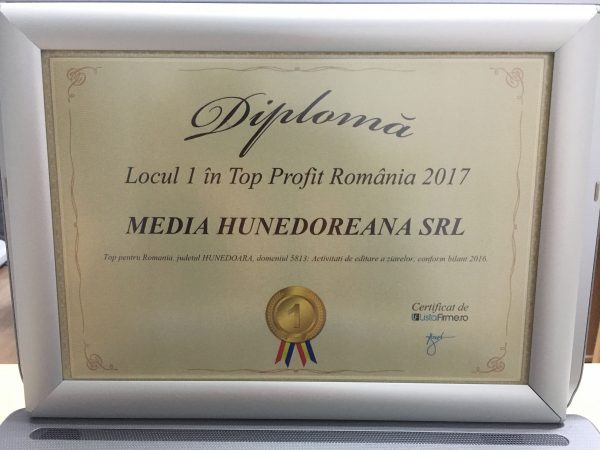 Diplomă
Locul 1 în Top Profit România 2017
MEDIA HUNEDOREANA SRL
Top pentru Romania judetul HUNEDOARA, domeniul 5813: Activitati de editare a ziarelor, conform bilant 2016.
1
Certificat de
ListaFirme.ro